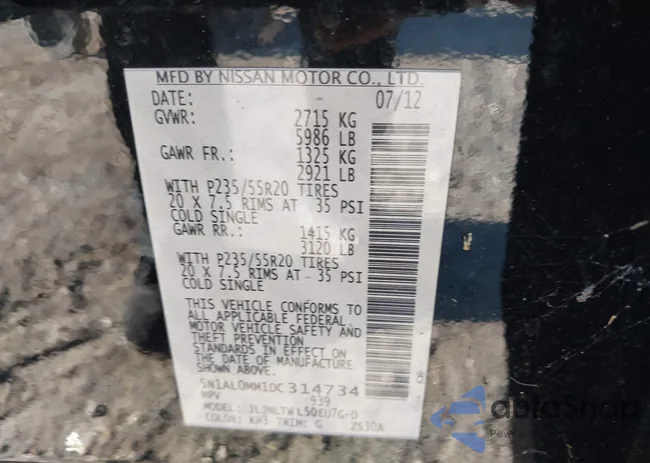 MFD BY NISSAN MOTOR CO., LTD.
DATE: 07/12
GVWR: 2715 KG
5986 LB
GAWR FR.: 1325 KG
2921 LB
WITH P235/55R20 TIRES
20 X 7.5 RIMS AT 35 PSI
COLD SINGLE
GAWR RR.: 1415 KG
3120 LB
WITH P235/55R20 TIRES
20 X 7.5 RIMS AT 35 PSI
COLD SINGLE
THIS VEHICLE CONFORMS TO
ALL APPLICABLE FEDERAL
MOTOR VEHICLE SAFETY AND
THEFT PREVENTION
STANDARDS IN EFFECT ON
THE DATE OF MANUFACTURE
SHOWN ABOVE.
5N1AL0MM1DC314734
MPV 939
MODEL: JLJNLTWL50EU7G-D
COLOR: KH3 TRIM: G 2530A